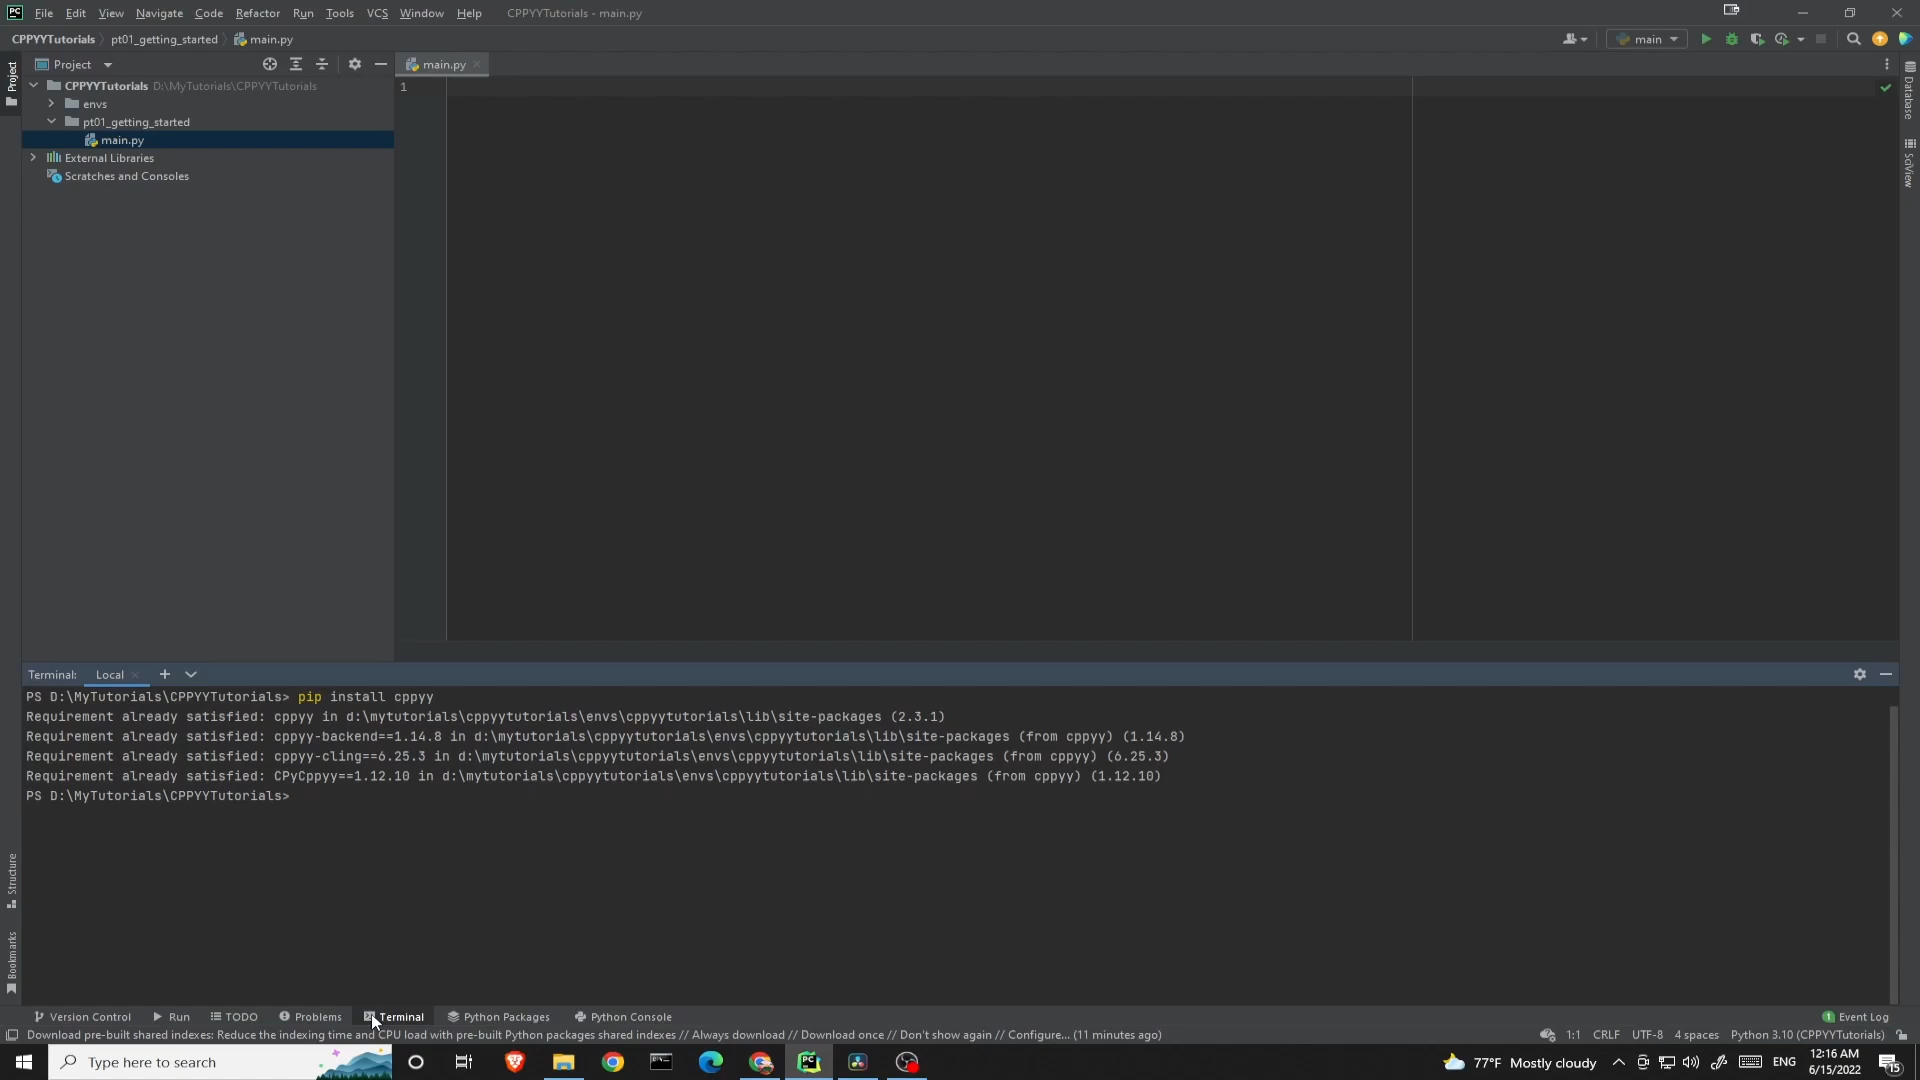 PC File Edit View Navigate Code Refactor Run Tools VCS Window Help CPPYYTutorials - main.py
CPPYYTutorials pt01_getting_started main.py main
Project main.py
Project
CPPYYTutorials D:\MyTutorials\CPPYYTutorials 1
envs
pt01_getting_started
main.py
External Libraries
Scratches and Consoles
Database
SciView
Terminal: Local
PS D:\MyTutorials\CPPYYTutorials> pip install cppyy
Requirement already satisfied: cppyy in d:\mytutorials\cppyytutorials\envs\cppyytutorials\lib\site-packages (2.3.1)
Requirement already satisfied: cppyy-backend==1.14.8 in d:\mytutorials\cppyytutorials\envs\cppyytutorials\lib\site-packages (from cppyy) (1.14.8)
Requirement already satisfied: cppyy-cling==6.25.3 in d:\mytutorials\cppyytutorials\envs\cppyytutorials\lib\site-packages (from cppyy) (6.25.3)
Requirement already satisfied: CPyCppyy==1.12.10 in d:\mytutorials\cppyytutorials\envs\cppyytutorials\lib\site-packages (from cppyy) (1.12.10)
PS D:\MyTutorials\CPPYYTutorials>
Structure
Bookmarks
Version Control Run TODO Problems Terminal Python Packages Python Console 1 Event Log
Download pre-built shared indexes: Reduce the indexing time and CPU load with pre-built Python packages shared indexes // Always download // Download once // Don't show again // Configure... (11 minutes ago) 1:1 CRLF UTF-8 4 spaces Python 3.10 (CPPYYTutorials)
Type here to search PC 77°F Mostly cloudy ENG 12:16 AM
6/15/2022 15